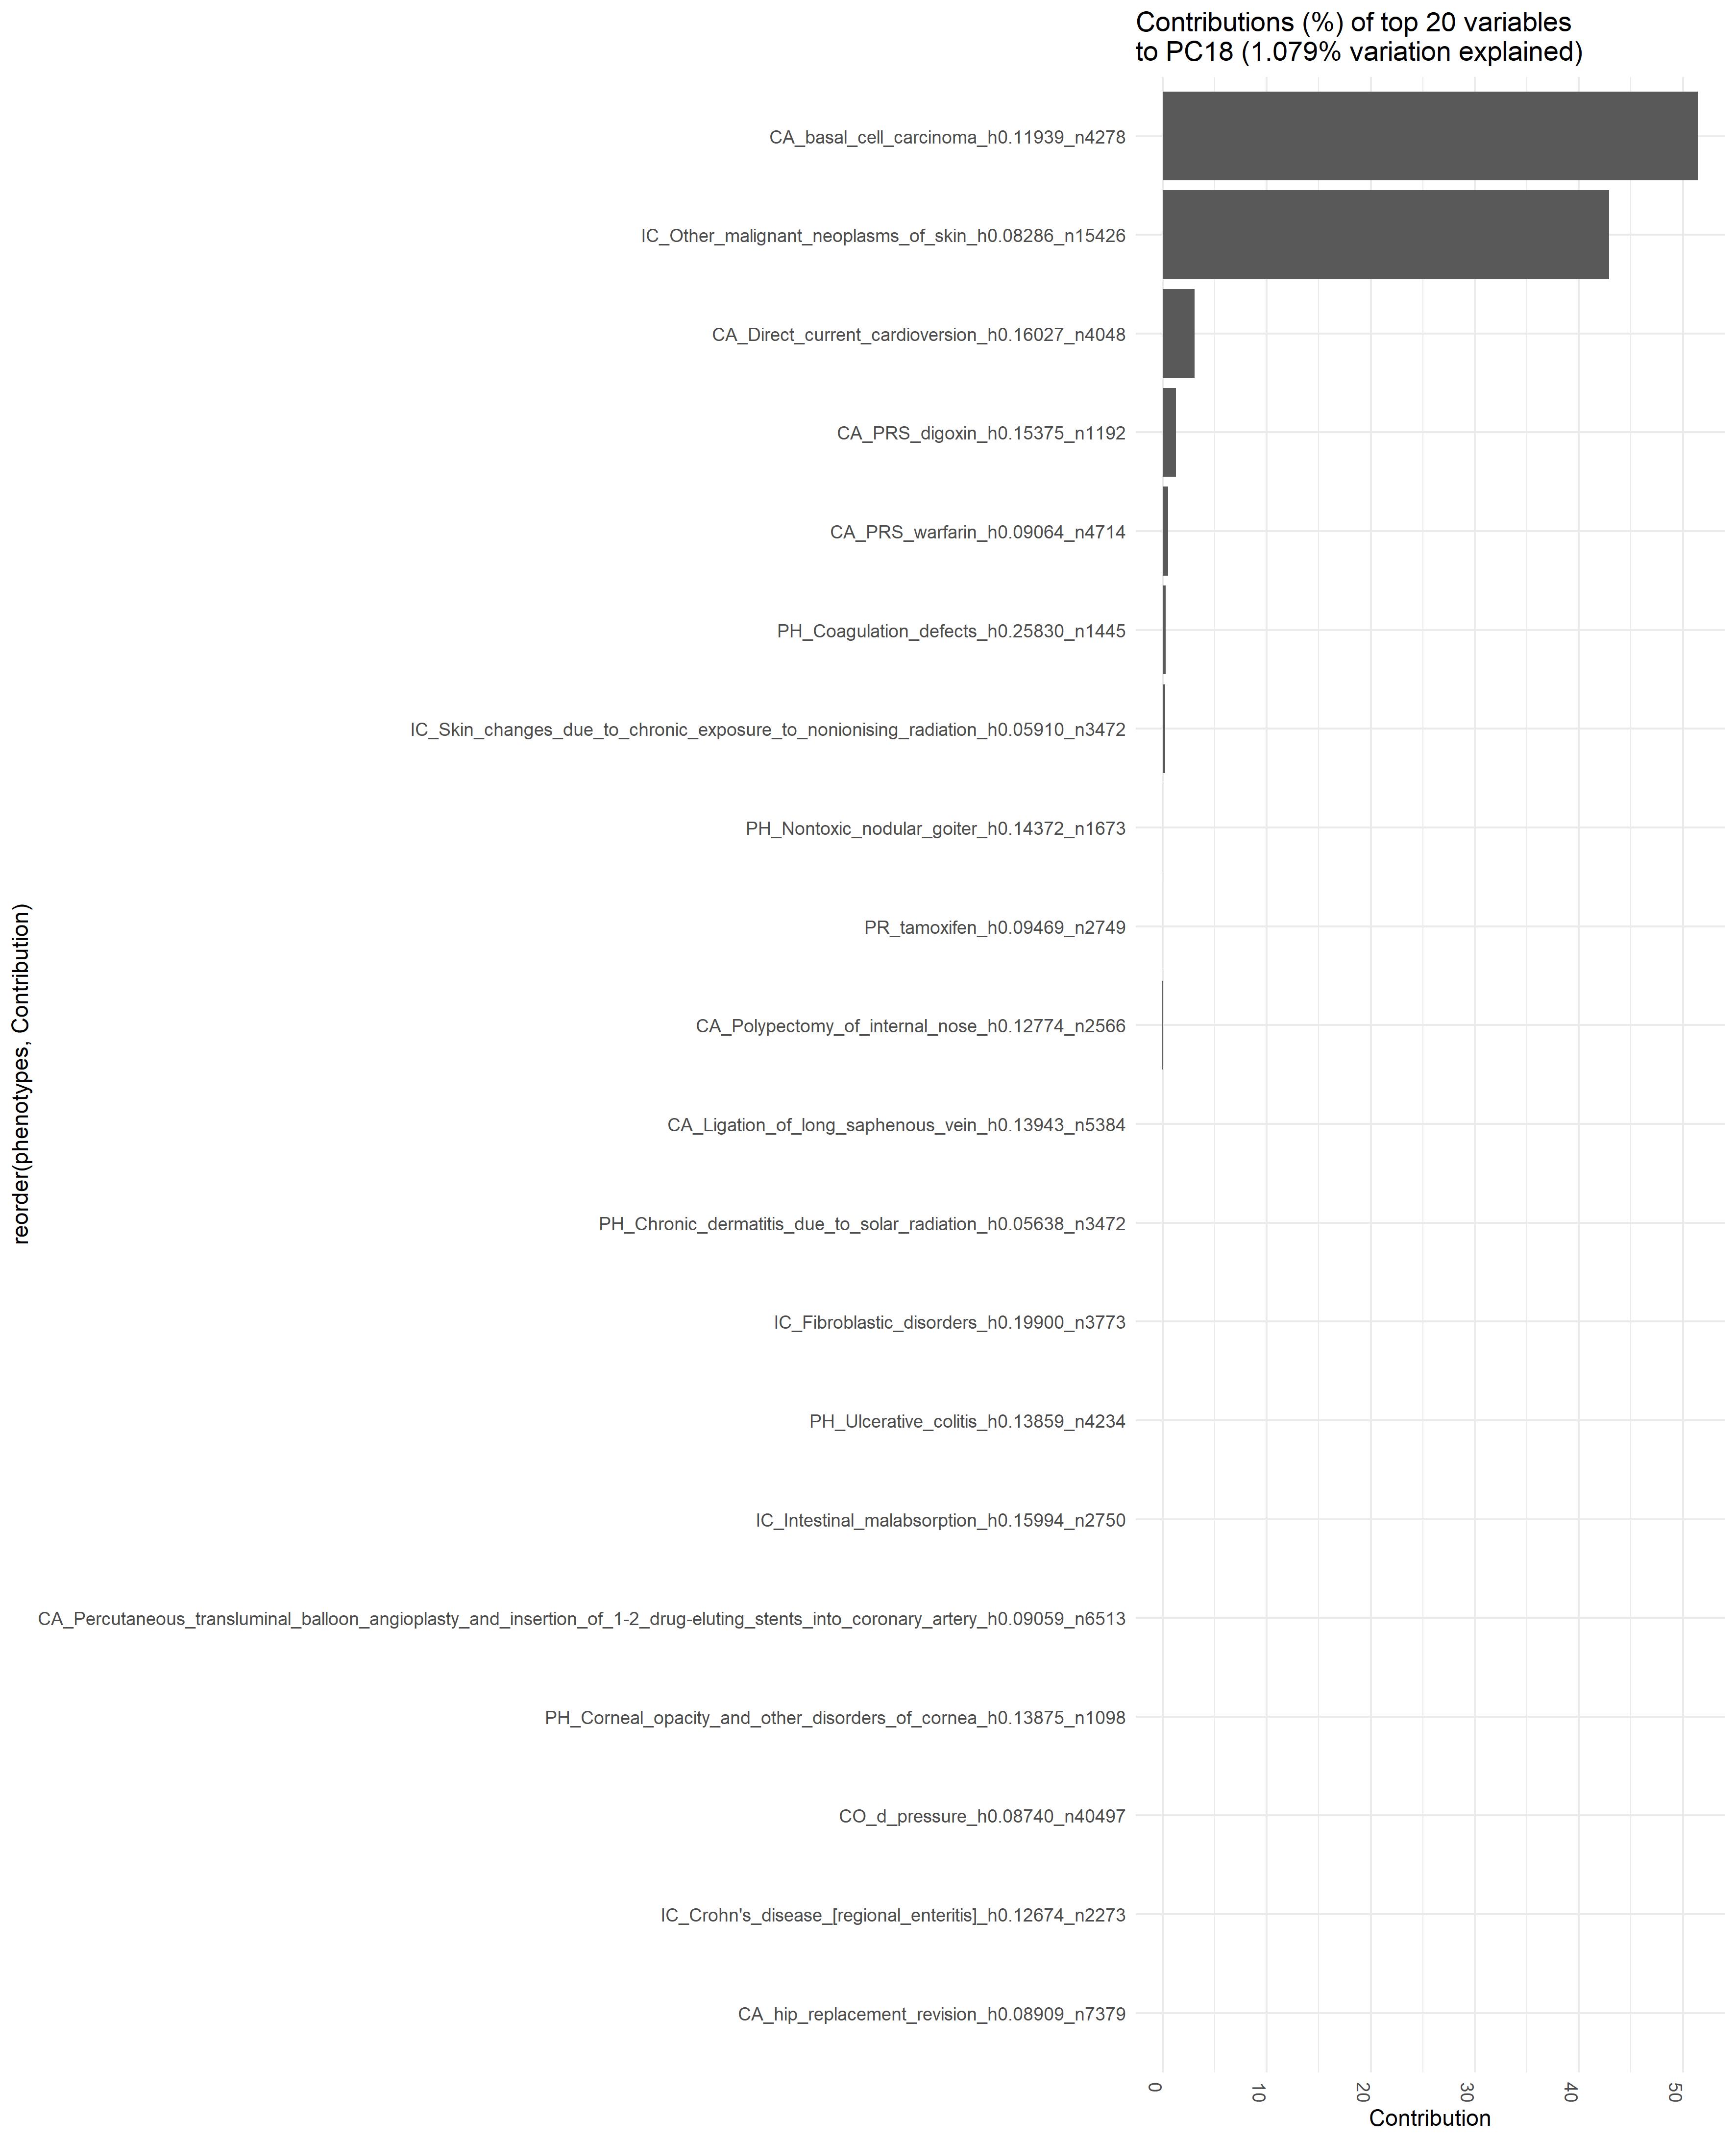 Contributions (%) of top 20 variables
to PC18 (1.079% variation explained)
CA_basal_cell_carcinoma_h0.11939_n4278
IC_Other_malignant_neoplasms_of_skin_h0.08286_n15426
CA_Direct_current_cardioversion_h0.16027_n4048
CA_PRS_digoxin_h0.15375_n1192
CA_PRS_warfarin_h0.09064_n4714
PH_Coagulation_defects_h0.25830_n1445
IC_Skin_changes_due_to_chronic_exposure_to_nonionising_radiation_h0.05910_n3472
PH_Nontoxic_nodular_goiter_h0.14372_n1673
PR_tamoxifen_h0.09469_n2749
CA_Polypectomy_of_internal_nose_h0.12774_n2566
CA_Ligation_of_long_saphenous_vein_h0.13943_n5384
PH_Chronic_dermatitis_due_to_solar_radiation_h0.05638_n3472
IC_Fibroblastic_disorders_h0.19900_n3773
PH_Ulcerative_colitis_h0.13859_n4234
IC_Intestinal_malabsorption_h0.15994_n2750
CA_Percutaneous_transluminal_balloon_angioplasty_and_insertion_of_1-2_drug-eluting_stents_into_coronary_artery_h0.09059_n6513
PH_Corneal_opacity_and_other_disorders_of_cornea_h0.13875_n1098
CO_d_pressure_h0.08740_n40497
IC_Crohn's_disease_[regional_enteritis]_h0.12674_n2273
CA_hip_replacement_revision_h0.08909_n7379
reorder(phenotypes, Contribution)
0
10
20
30
40
50
Contribution